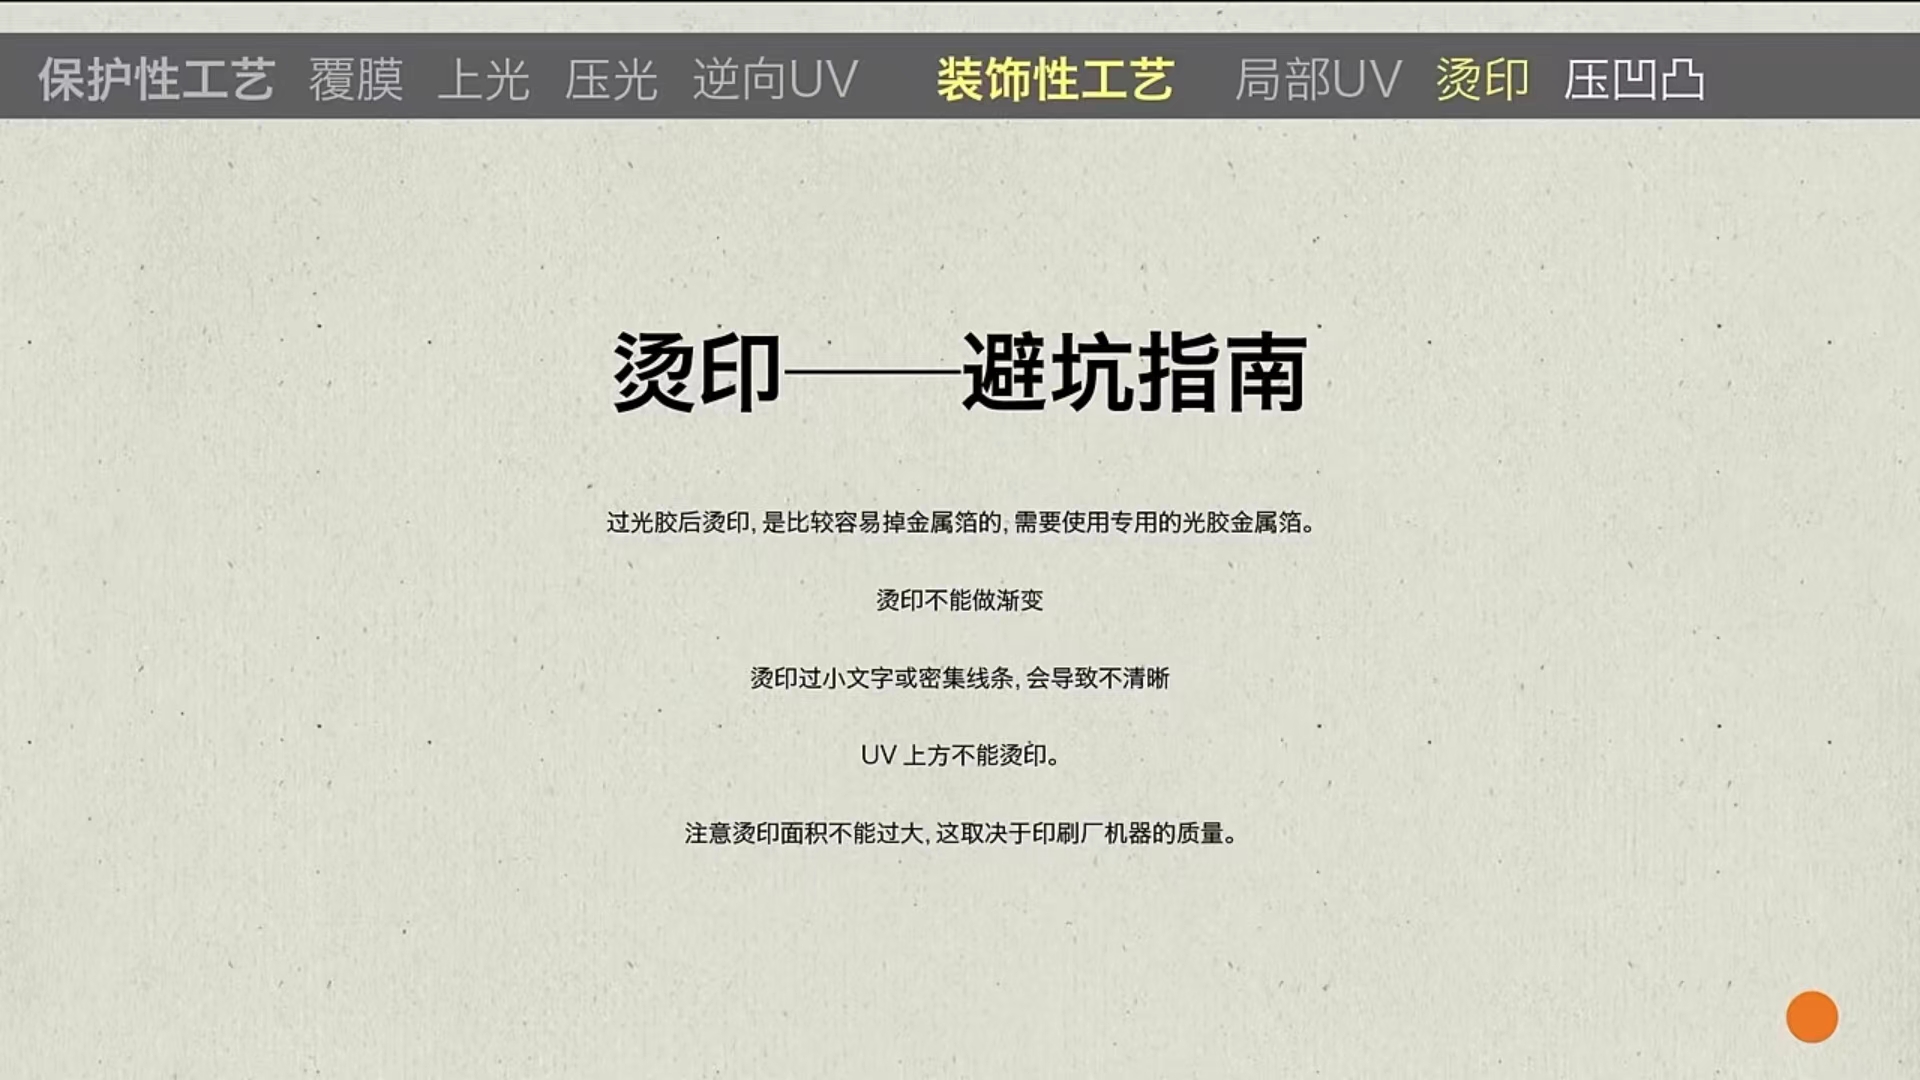 保护性工艺 覆膜 上光 压光 逆向UV 装饰性工艺 局部UV 烫印 压凹凸
烫印——避坑指南
过光胶后烫印, 是比较容易掉金属箔的, 需要使用专用的光胶金属箔。
烫印不能做渐变
烫印过小文字或密集线条, 会导致不清晰
UV 上方不能烫印。
注意烫印面积不能过大, 这取决于印刷厂机器的质量。